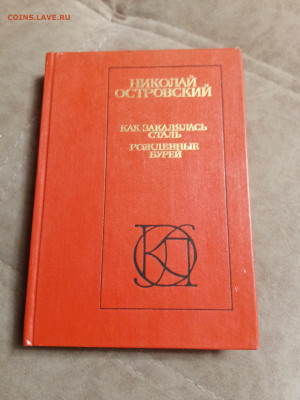 COINS.LAVE.RU
НИКОЛАЙ
ОСТРОВСКИЙ
КАК ЗАКАЛЯЛАСЬ
СТАЛЬ
РОЖДЕННЫЕ
БУРЕЙ